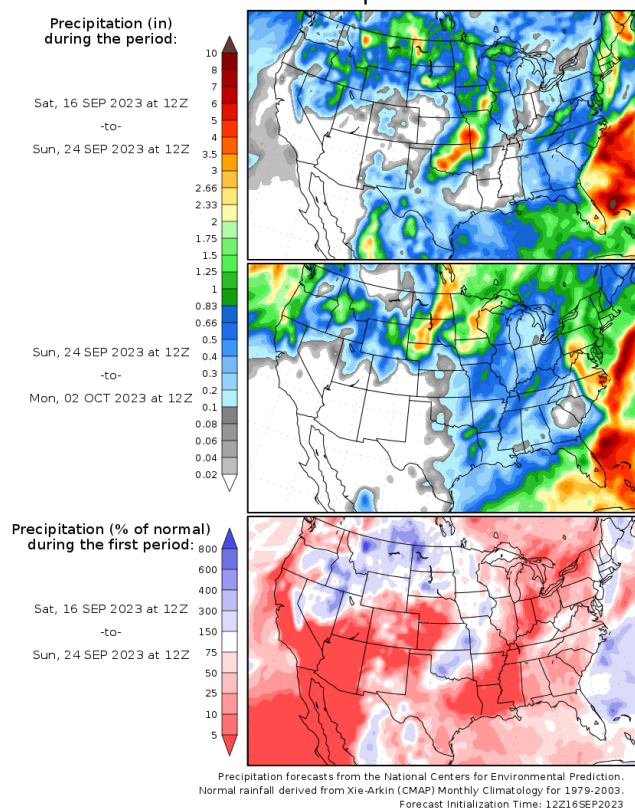 Precipitation (in)
during the period:
Sat, 16 SEP 2023 at 12Z
-to-
Sun, 24 SEP 2023 at 12Z
10
8
7
6
5
4
3.5
3
2.66
2.33
2
1.75
1.5
1.25
1
0.83
0.66
0.5
0.4
0.3
0.2
0.1
0.08
0.06
0.04
0.02
Sun, 24 SEP 2023 at 12Z
-to-
Mon, 02 OCT 2023 at 12Z
Precipitation (% of normal)
during the first period:
Sat, 16 SEP 2023 at 12Z
-to-
Sun, 24 SEP 2023 at 12Z
800
600
400
300
150
75
50
25
10
5
Precipitation forecasts from the National Centers for Environmental Prediction.
Normal rainfall derived from Xie-Arkin (CMAP) Monthly Climatology for 1979-2003.
Forecast Initialization Time: 12Z16SEP2023